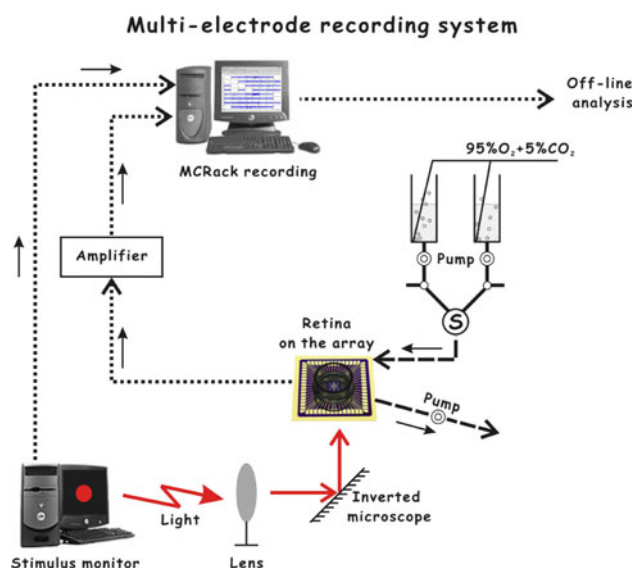 Multi-electrode recording system
MCRack recording
Off-line
analysis
95%O₂+5%CO₂
Pump
Amplifier
S
Retina
on the array
Pump
Light
Lens
Inverted
microscope
Stimulus monitor